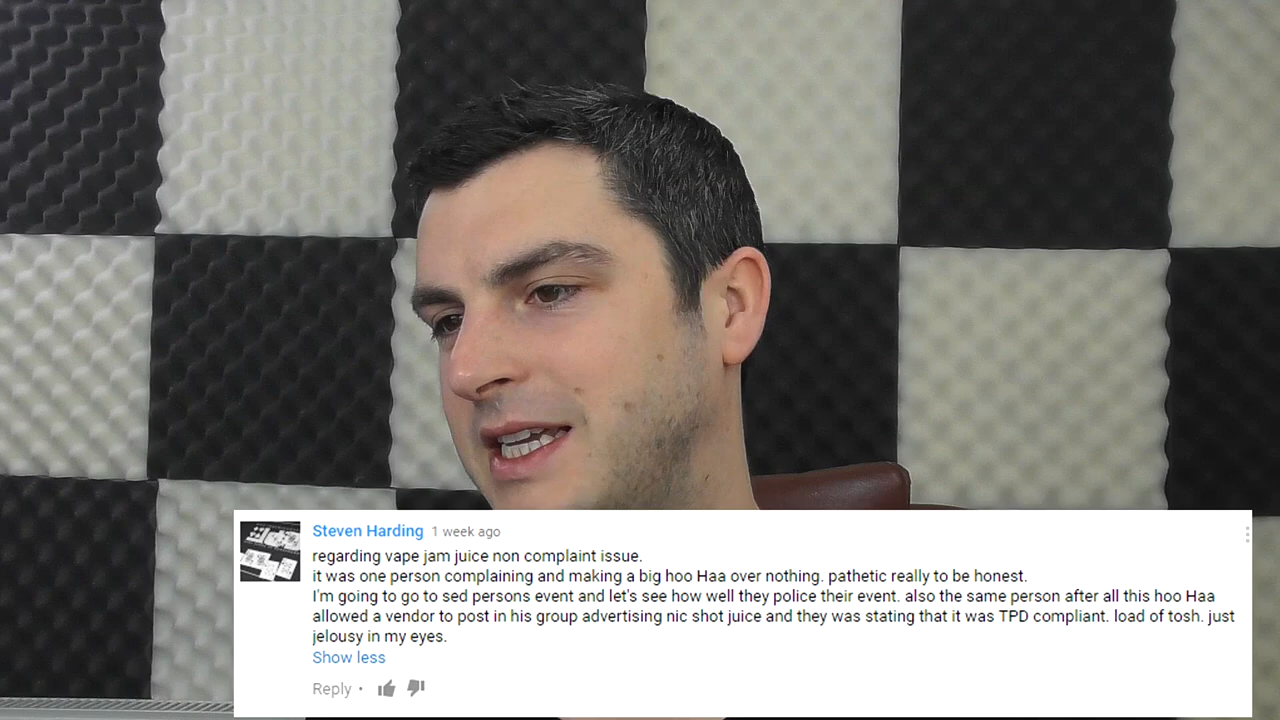 Steven Harding 1 week ago
regarding vape jam juice non complaint issue.
it was one person complaining and making a big hoo Haa over nothing. pathetic really to be honest.
I'm going to go to sed persons event and let's see how well they police their event. also the same person after all this hoo Haa
allowed a vendor to post in his group advertising nic shot juice and they was stating that it was TPD compliant. load of tosh. just
jelousy in my eyes.
Show less
Reply •